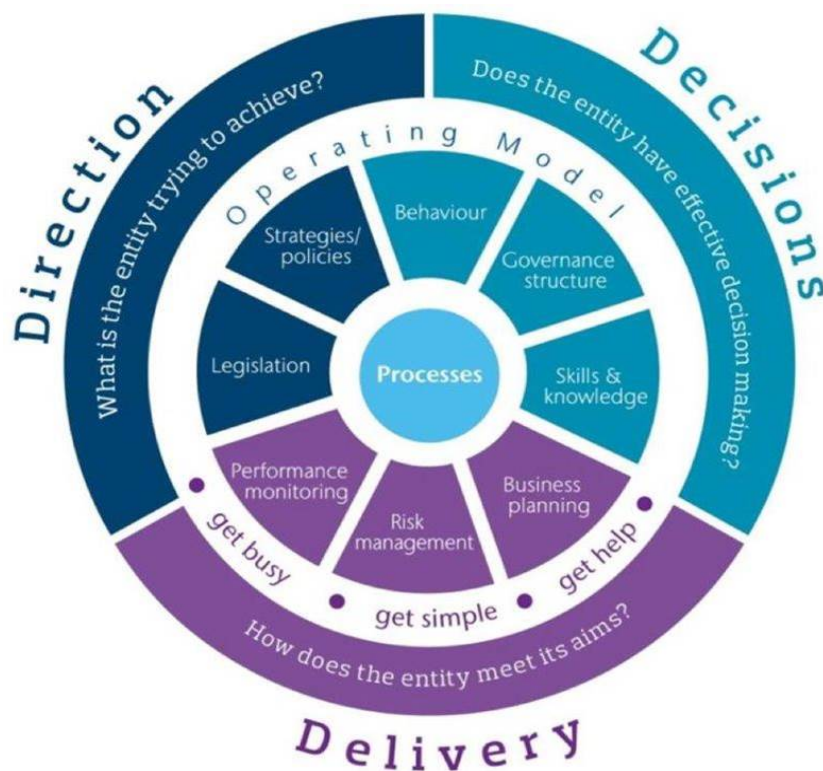 Direction
Decisions
Delivery
What is the entity trying to achieve?
Does the entity have effective decision making?
How does the entity meet its aims?
Operating Model
Strategies/
policies
Behaviour
Governance
structure
Legislation
Processes
Skills &
knowledge
Performance
monitoring
Risk
management
Business
planning
• get busy
• get simple
• get help •